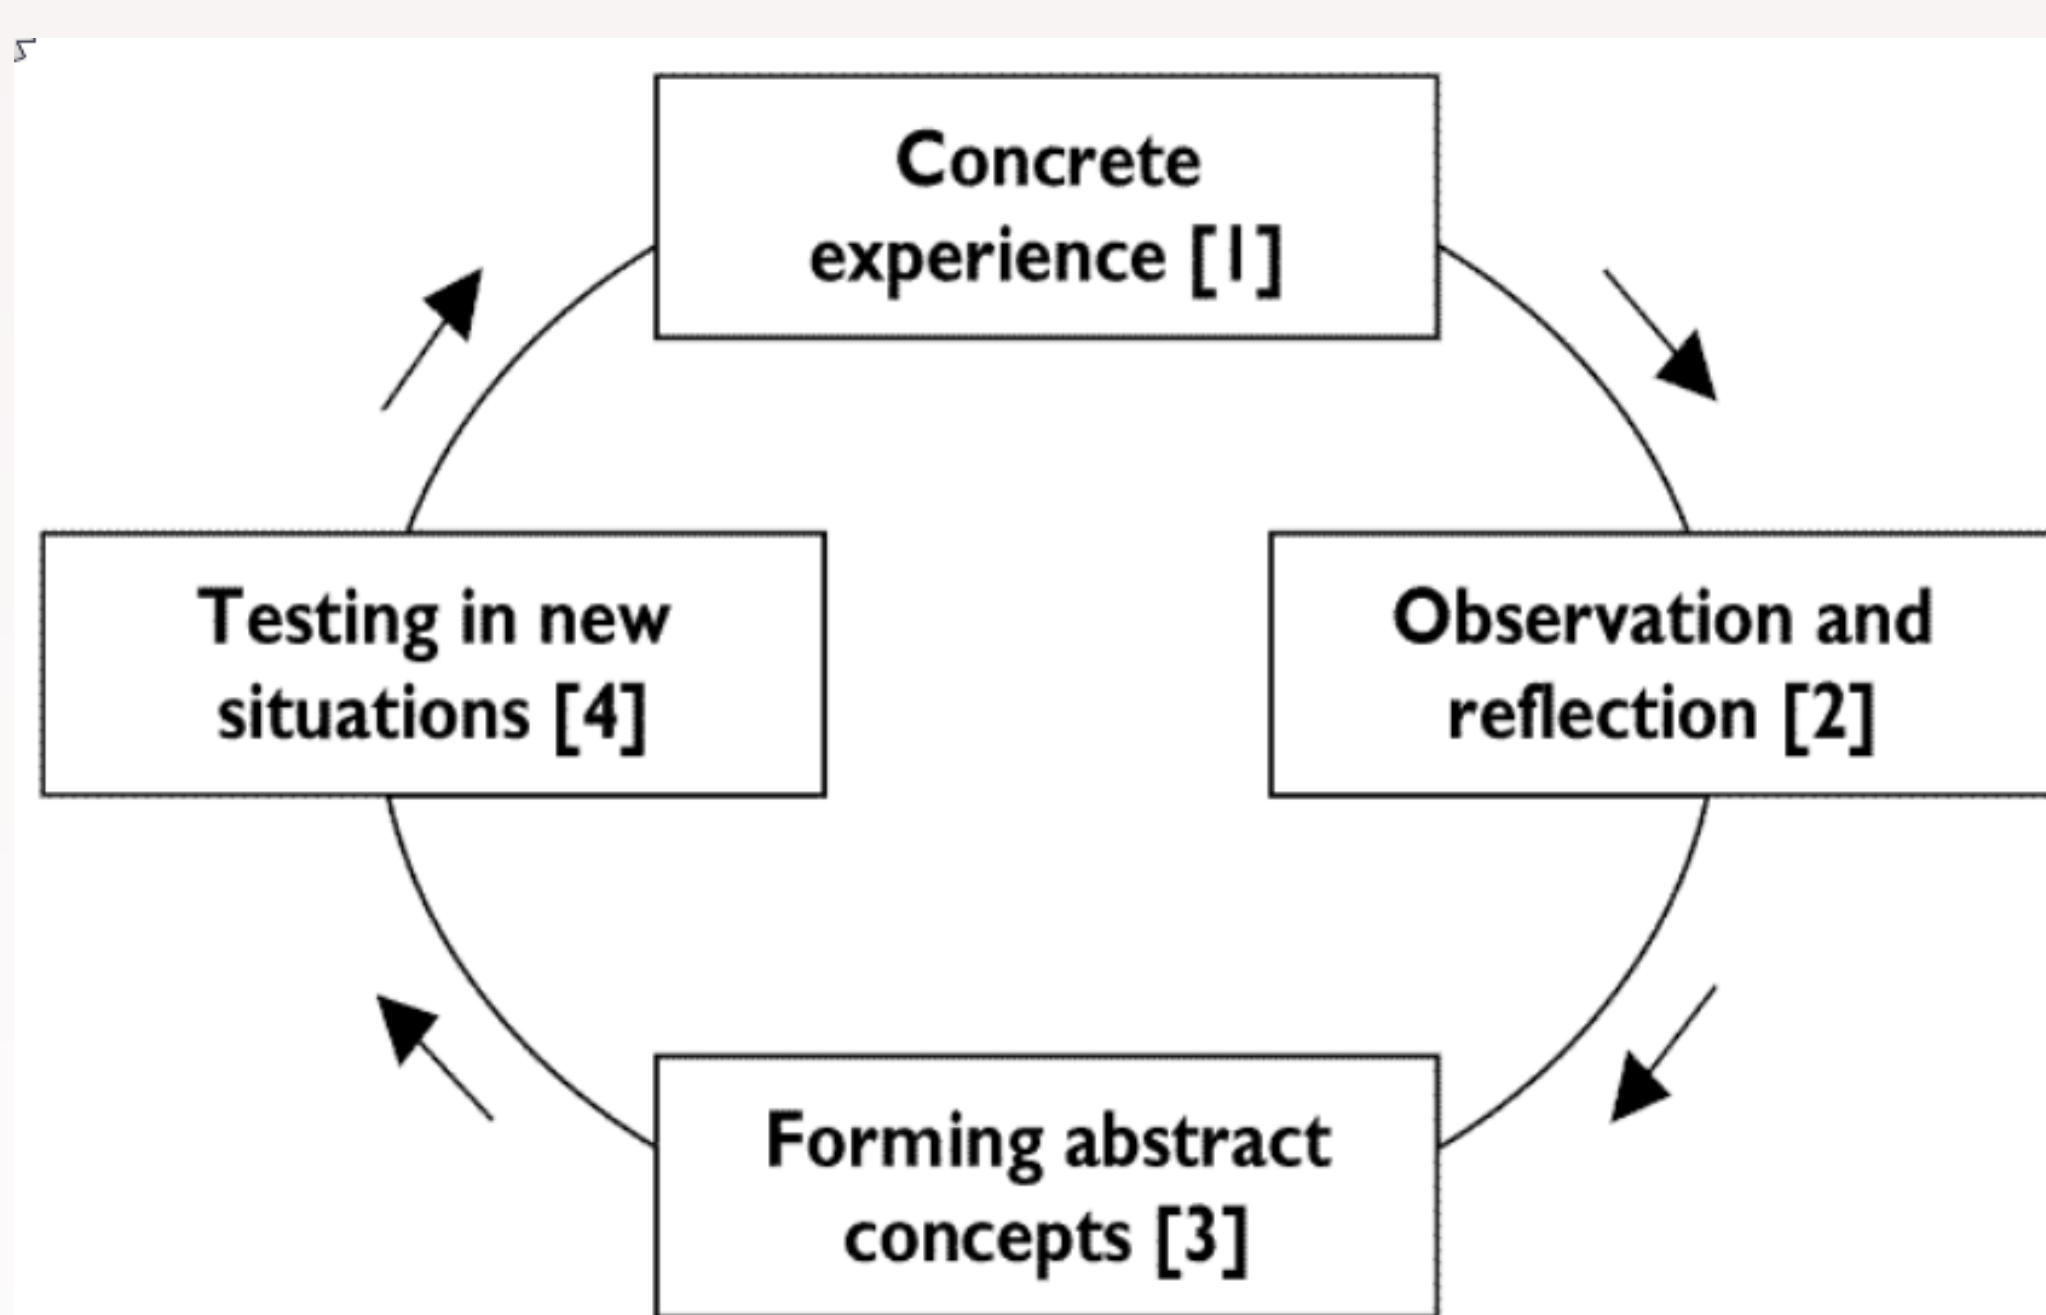 Concrete
experience [1]
Testing in new
situations [4]
Observation and
reflection [2]
Forming abstract
concepts [3]